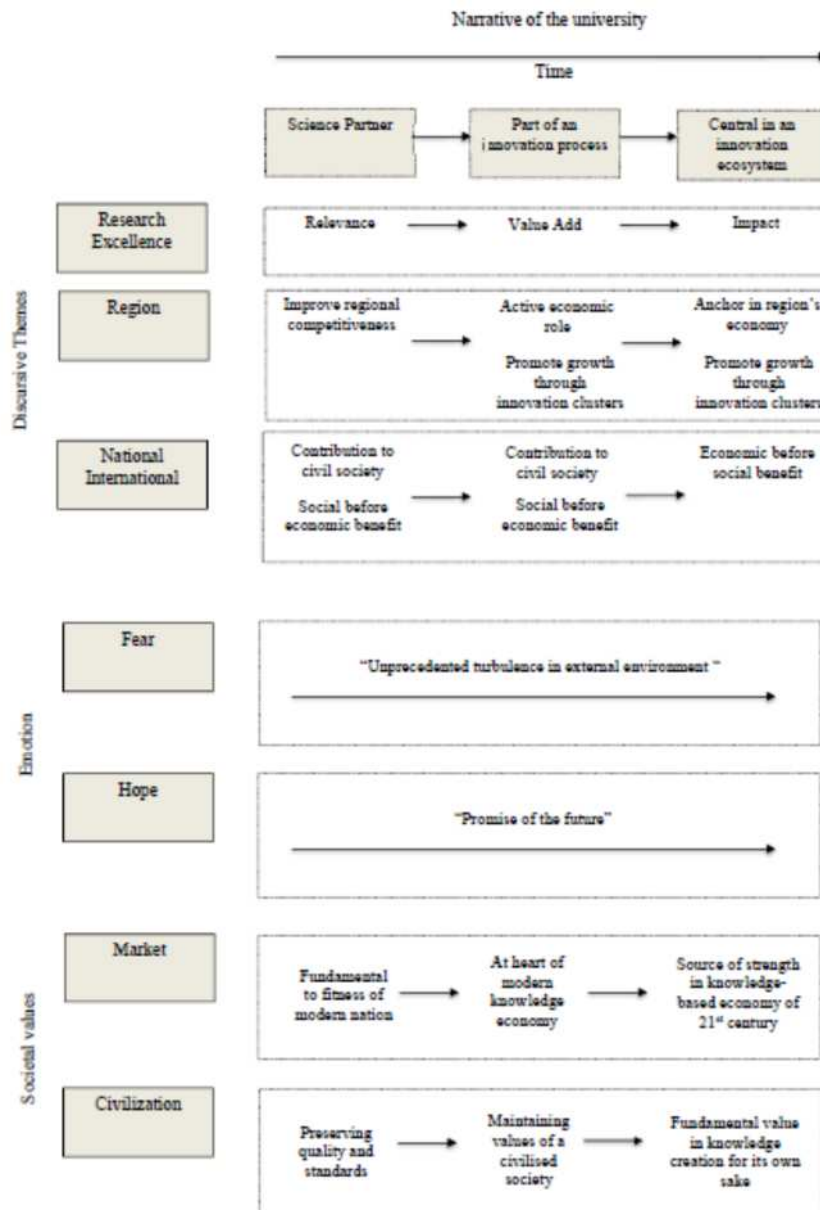 Narrative of the university
Time
Science Partner
Part of an
innovation process
Central in an
innovation
ecosystem
Discursive Themes
Research
Excellence
Relevance
Value Add
Impact
Region
Improve regional
competitiveness
Active economic
role
Promote growth
through
innovation clusters
Anchor in region's
economy
Promote growth
through
innovation clusters
National
International
Contribution to
civil society
Social before
economic benefit
Contribution to
civil society
Social before
economic benefit
Economic before
social benefit
Emotion
Fear
"Unprecedented turbulence in external environment "
Hope
"Promise of the future"
Societal values
Market
Fundamental
to fitness of
modern nation
At heart of
modern
knowledge
economy
Source of strength
in knowledge-
based economy of
21st century
Civilization
Preserving
quality and
standards
Maintaining
values of a
civilised
society
Fundamental value
in knowledge
creation for its own
sake